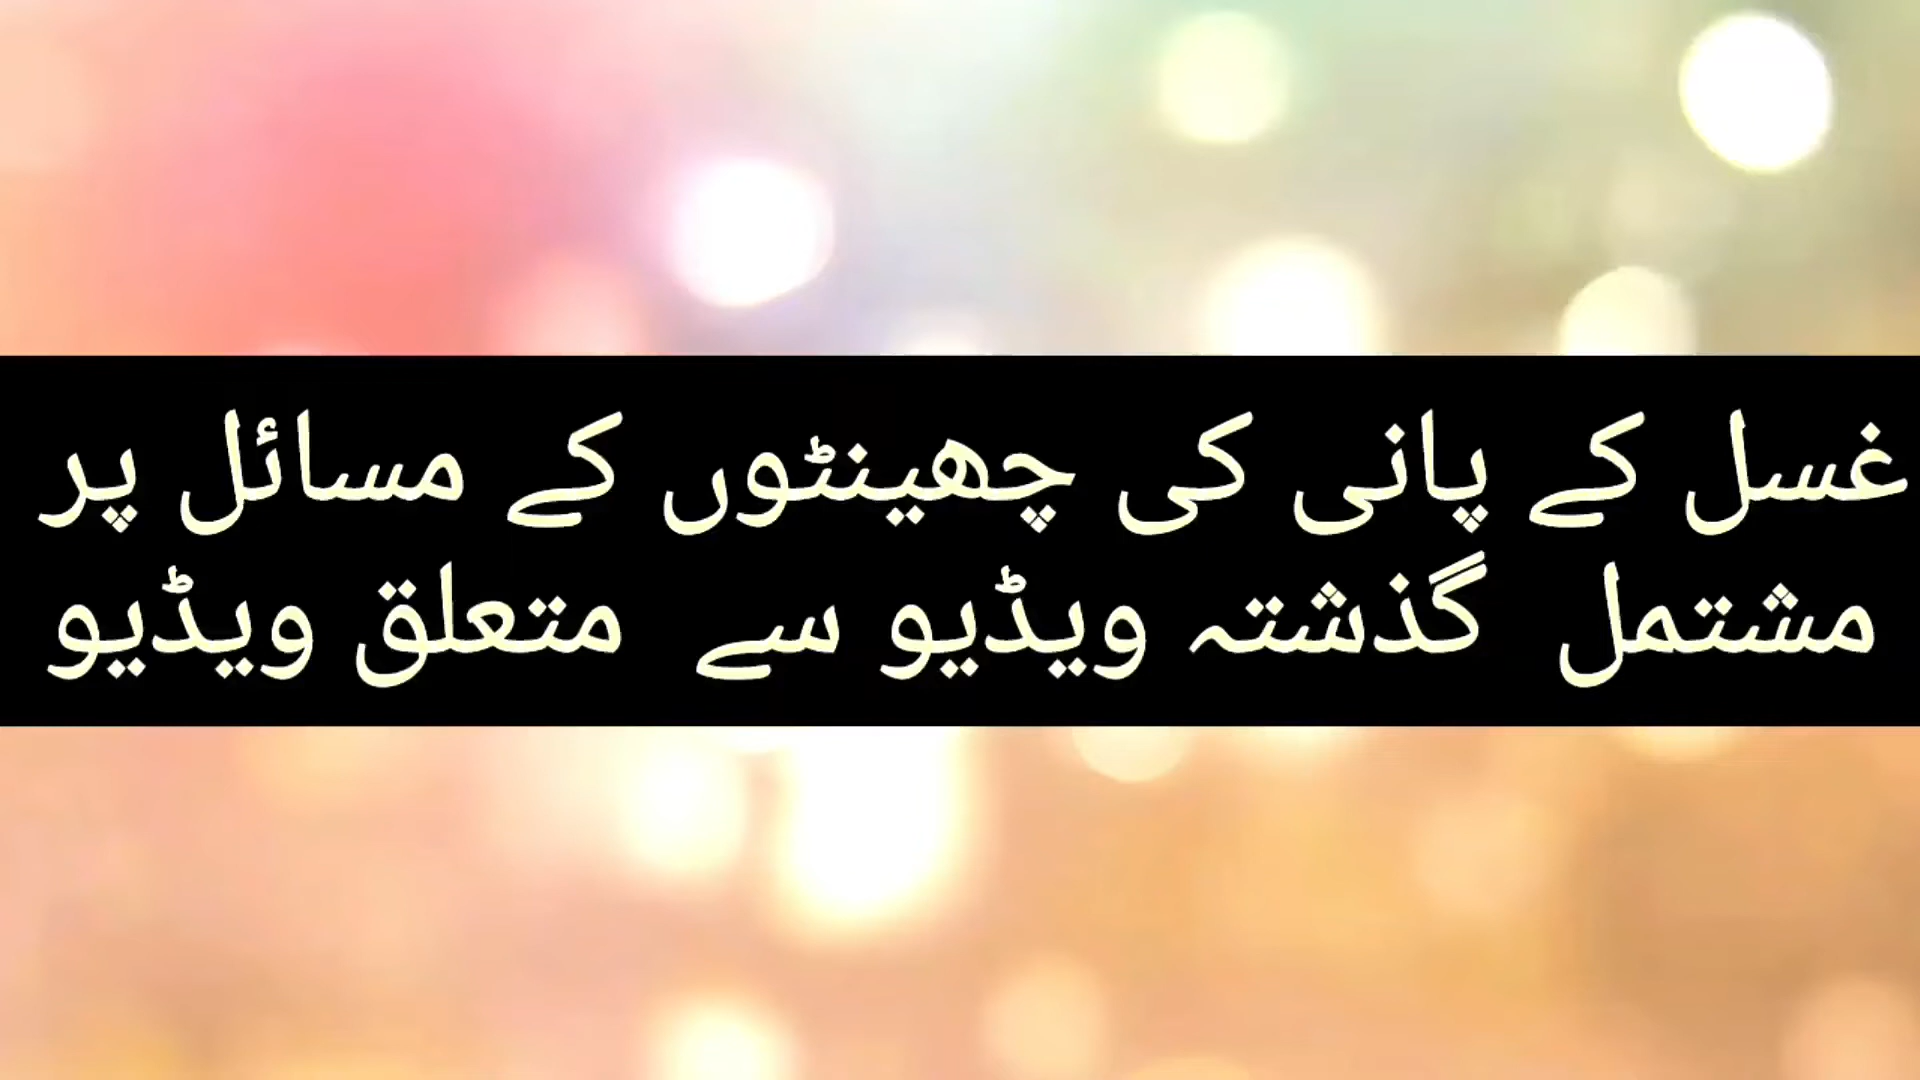 غسل کے پانی کی چھینٹوں کے مسائل پر
مشتمل گذشتہ ویڈیو سے متعلق ویڈیو